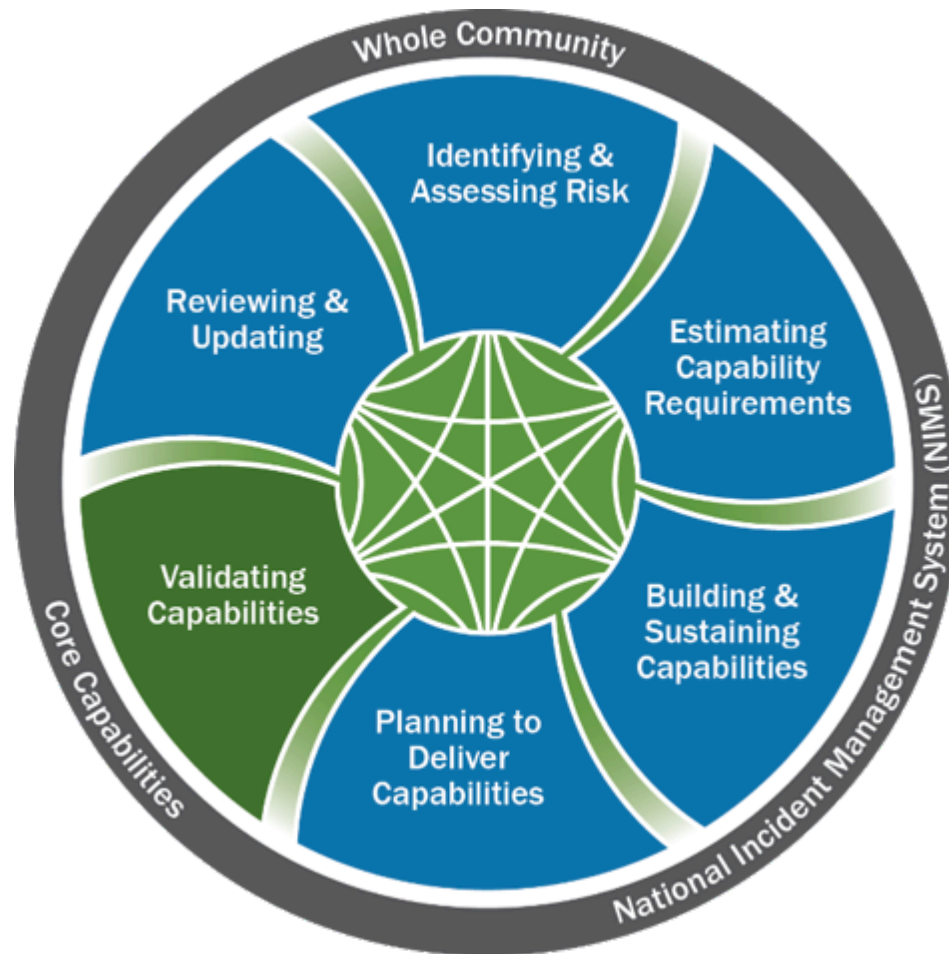 Whole Community
Identifying &
Assessing Risk
Estimating
Capability
Requirements
Building &
Sustaining
Capabilities
Planning to
Deliver
Capabilities
Validating
Capabilities
Reviewing &
Updating
National Incident Management System (NIMS)
Core Capabilities